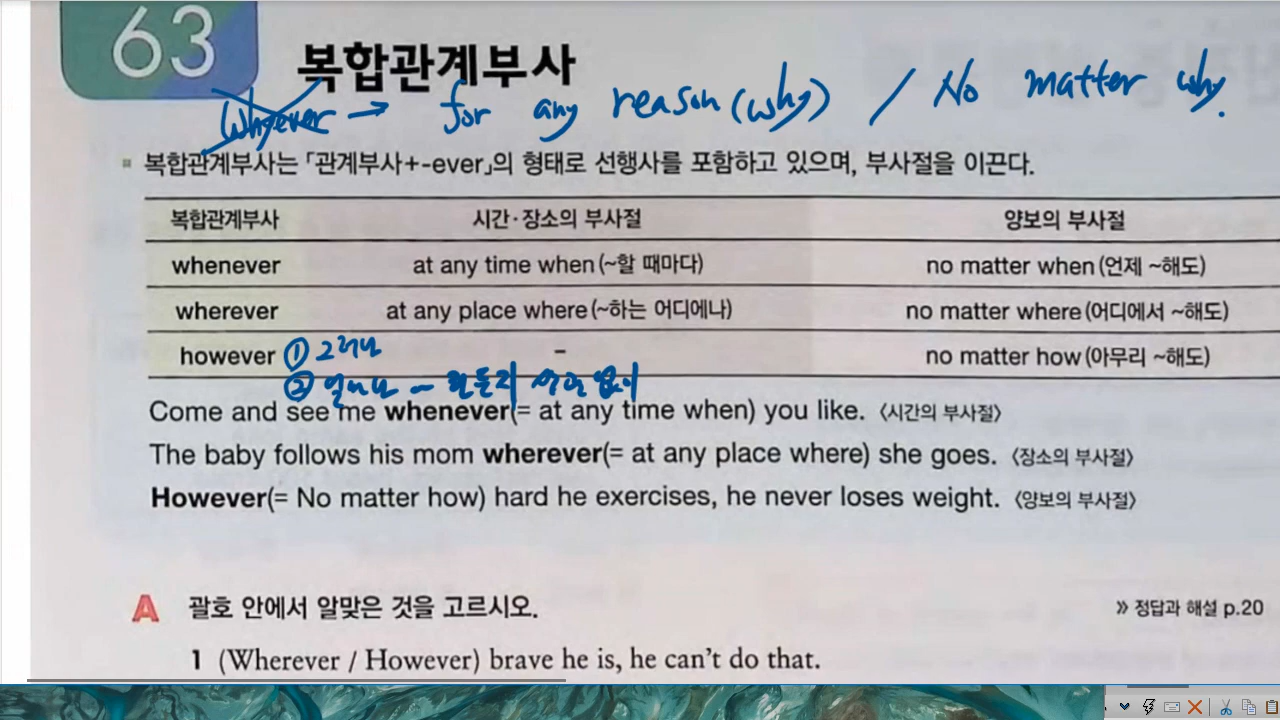 63
복합관계부사
Whyever → for any reason (why) / No matter why.
복합관계부사는 「관계부사+-ever」의 형태로 선행사를 포함하고 있으며, 부사절을 이끈다.
복합관계부사 시간·장소의 부사절 양보의 부사절
whenever at any time when (~할 때마다) no matter when (언제 ~해도)
wherever at any place where (~하는 어디에나) no matter where (어디에서 ~해도)
however ① 그러나 - no matter how (아무리 ~해도)
② 얼마나 ~ 든지 없이
Come and see me whenever(= at any time when) you like. 〈시간의 부사절〉
The baby follows his mom wherever(= at any place where) she goes. 〈장소의 부사절〉
However(= No matter how) hard he exercises, he never loses weight. 〈양보의 부사절〉
A 괄호 안에서 알맞은 것을 고르시오. » 정답과 해설 p.20
1 (Wherever / However) brave he is, he can't do that.